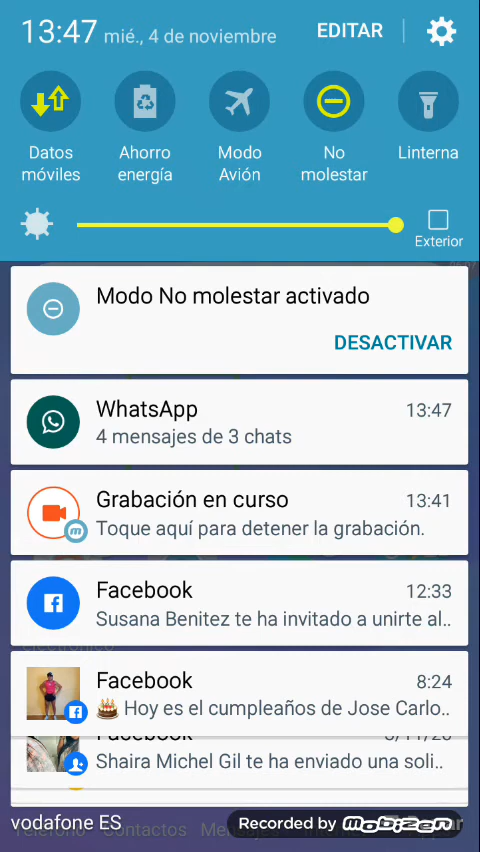 13:47 mié., 4 de noviembre EDITAR
Datos móviles
Ahorro energía
Modo Avión
No molestar
Linterna
Exterior
Modo No molestar activado
DESACTIVAR
WhatsApp 13:47
4 mensajes de 3 chats
Grabación en curso 13:41
Toque aquí para detener la grabación.
Facebook 12:33
Susana Benitez te ha invitado a unirte al..
Facebook 8:24
Hoy es el cumpleaños de Jose Carlo..
Facebook
Shaira Michel Gil te ha enviado una soli..
vodafone ES
Teléfono Contactos
Recorded by mobizen